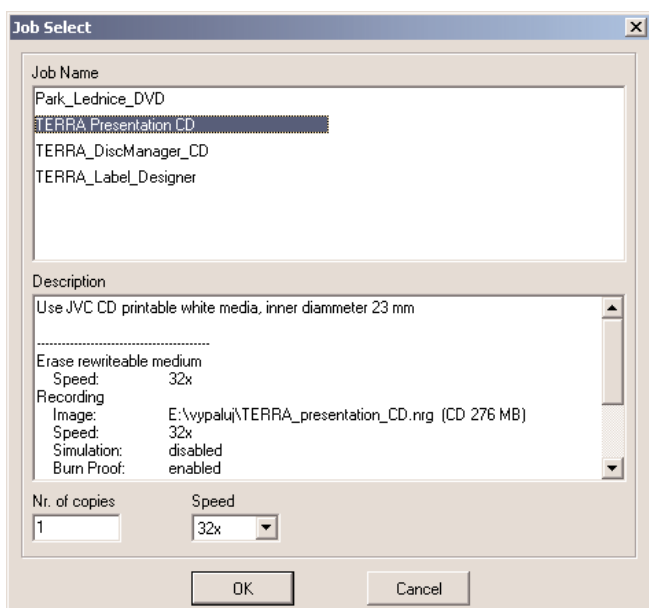 Job Select
Job Name
Park_Lednice_DVD
TERRA Presentation CD
TERRA_DiscManager_CD
TERRA_Label_Designer
Description
Use JVC CD printable white media, inner diammeter 23 mm
-------------------------------------------
Erase rewriteable medium
Speed: 32x
Recording
Image: E:\vypaluj\TERRA_presentation_CD.nrg (CD 276 MB)
Speed: 32x
Simulation: disabled
Burn Proof: enabled
Nr. of copies Speed
1 32x
OK Cancel